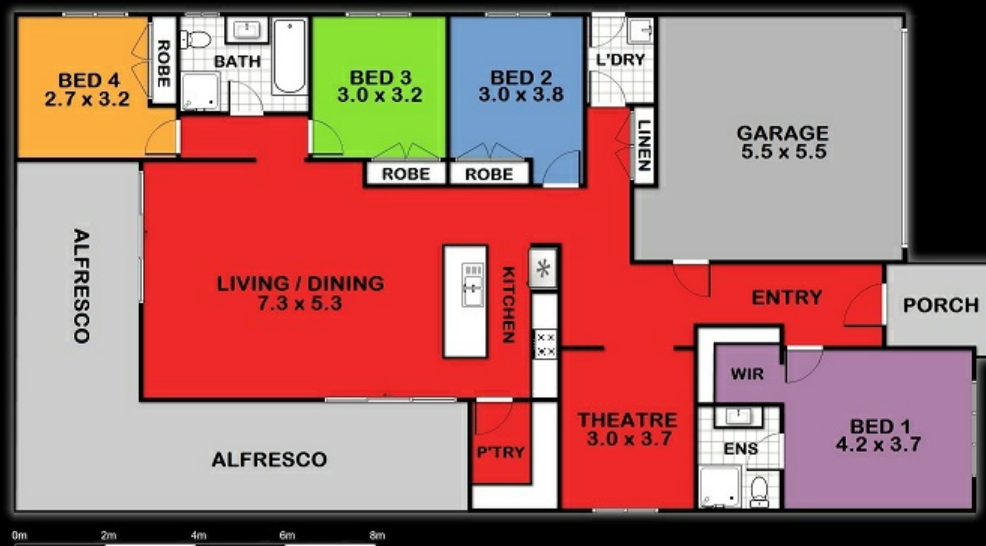 BED 4
2.7 x 3.2
ROBE
BATH
BED 3
3.0 x 3.2
BED 2
3.0 x 3.8
L'DRY
LINEN
GARAGE
5.5 x 5.5
ROBE
ROBE
ALFRESCO
LIVING / DINING
7.3 x 5.3
KITCHEN
ENTRY
PORCH
WIR
THEATRE
3.0 x 3.7
BED 1
4.2 x 3.7
ENS
P'TRY
ALFRESCO
0m 2m 4m 6m 8m